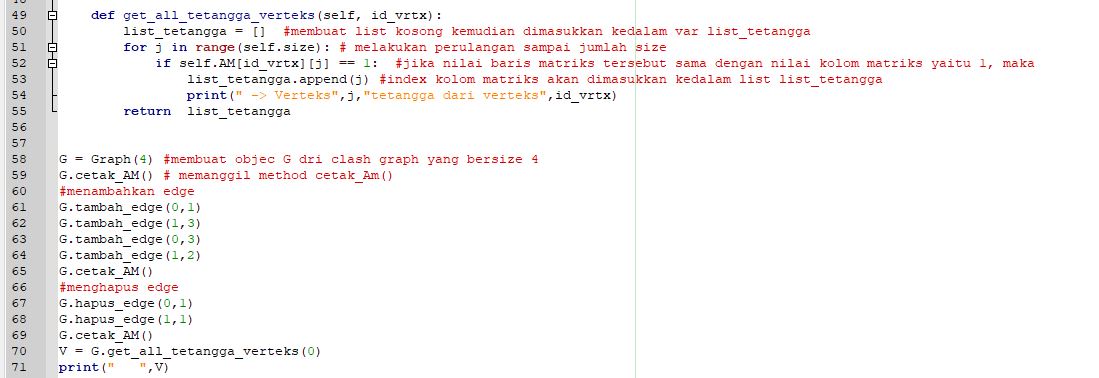 49 def get_all_tetangga_verteks(self, id_vrtx):
50 list_tetangga = [] #membuat list kosong kemudian dimasukkan kedalam var list_tetangga
51 for j in range(self.size): # melakukan perulangan sampai jumlah size
52 if self.AM[id_vrtx][j] == 1: #jika nilai baris matriks tersebut sama dengan nilai kolom matriks yaitu 1, maka
53 list_tetangga.append(j) #index kolom matriks akan dimasukkan kedalam list list_tetangga
54 print(" -> Verteks",j,"tetangga dari verteks",id_vrtx)
55 return list_tetangga
56
57
58 G = Graph(4) #membuat objec G dri clash graph yang bersize 4
59 G.cetak_AM() # memanggil method cetak_Am()
60 #menambahkan edge
61 G.tambah_edge(0,1)
62 G.tambah_edge(1,3)
63 G.tambah_edge(0,3)
64 G.tambah_edge(1,2)
65 G.cetak_AM()
66 #menghapus edge
67 G.hapus_edge(0,1)
68 G.hapus_edge(1,1)
69 G.cetak_AM()
70 V = G.get_all_tetangga_verteks(0)
71 print("   ",V)